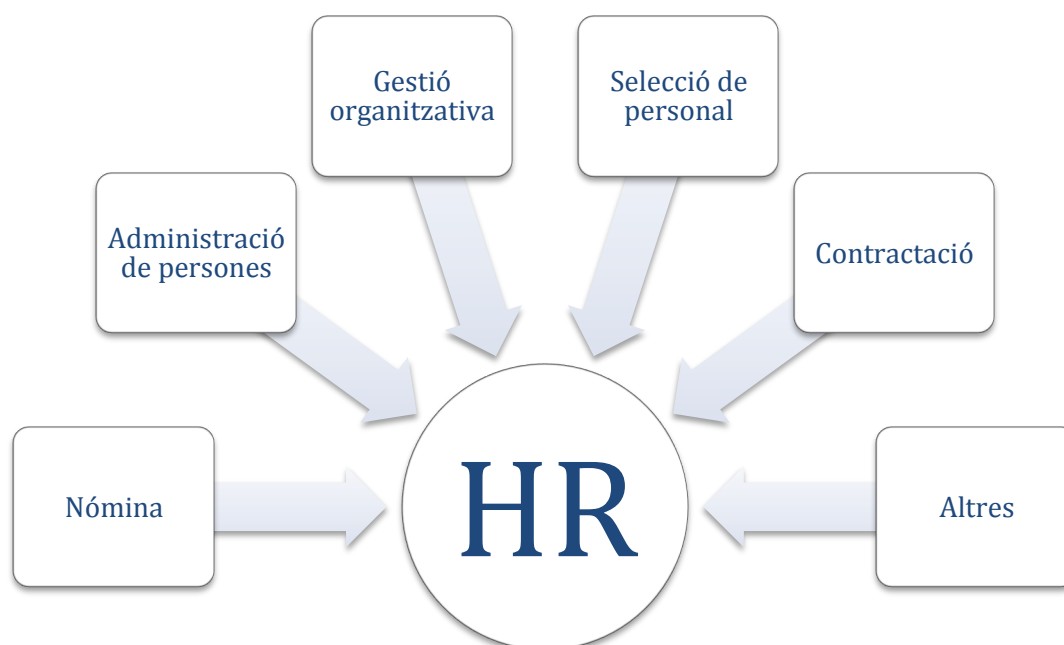 Gestió
organitzativa
Selecció de
personal
Administració
de persones
Contractació
Nómina
HR
Altres